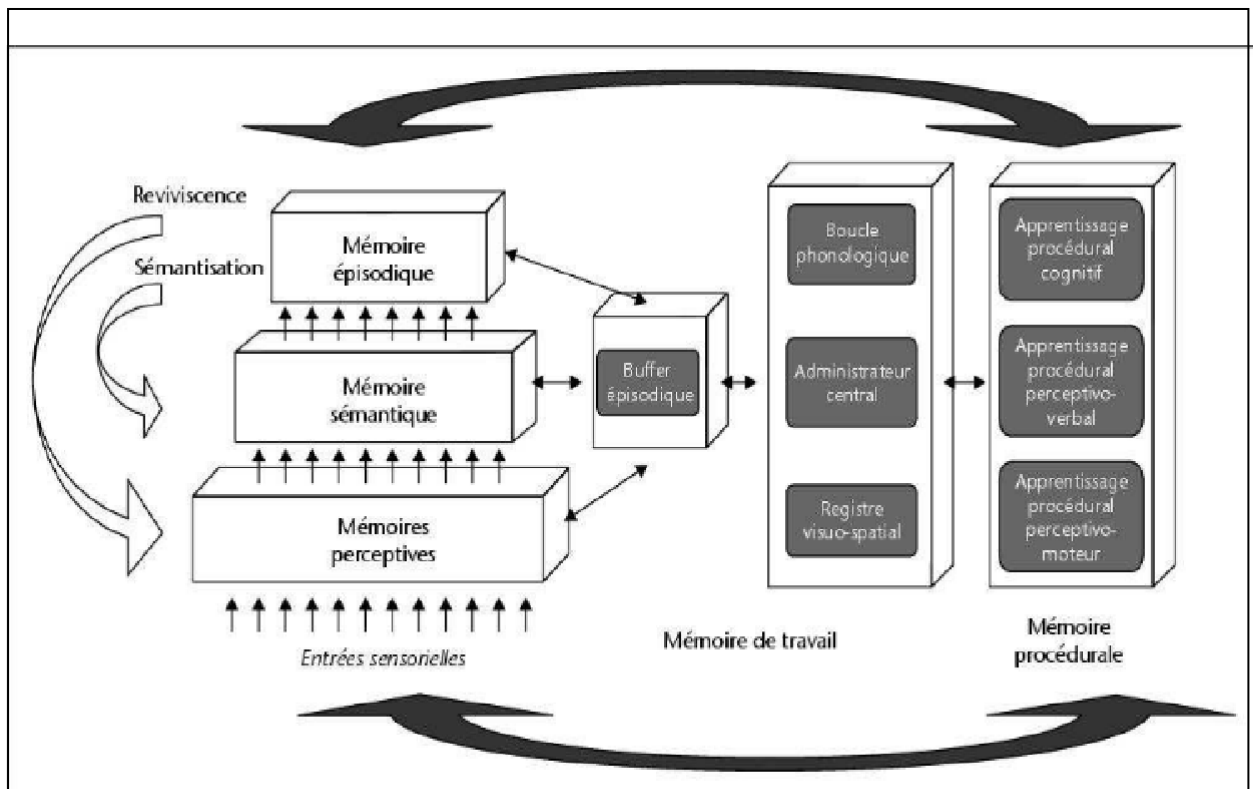 Reviviscence
Sémantisation
Mémoire
épisodique
Mémoire
sémantique
Mémoires
perceptives
Entrées sensorielles
Buffer
épisodique
Boucle
phonologique
Administrateur
central
Registre
visuo-spatial
Mémoire de travail
Apprentissage
procédural
cognitif
Apprentissage
procédural
perceptivo-
verbal
Apprentissage
procédural
perceptivo-
moteur
Mémoire
procédurale